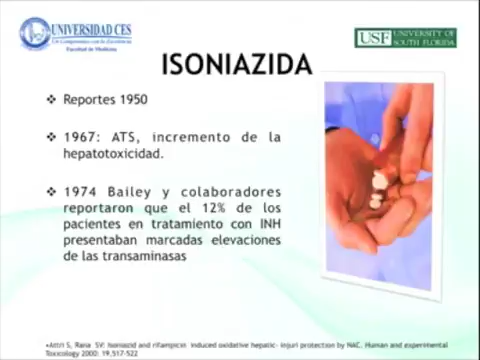 UNIVERSIDAD CES
Un Compromiso con la Excelencia
Facultad de Medicina
USF
UNIVERSITY OF
SOUTH FLORIDA
ISONIAZIDA
❖ Reportes 1950
❖ 1967: ATS, incremento de la
hepatotoxicidad.
❖ 1974 Bailey y colaboradores
reportaron que el 12% de los
pacientes en tratamiento con INH
presentaban marcadas elevaciones
de las transaminasas
•Attri S, Rana SV: Isoniazid and rifampicin induced oxidative hepatic- injuri protection by NAC. Human and experimental
Toxicology 2000: 19.517-522